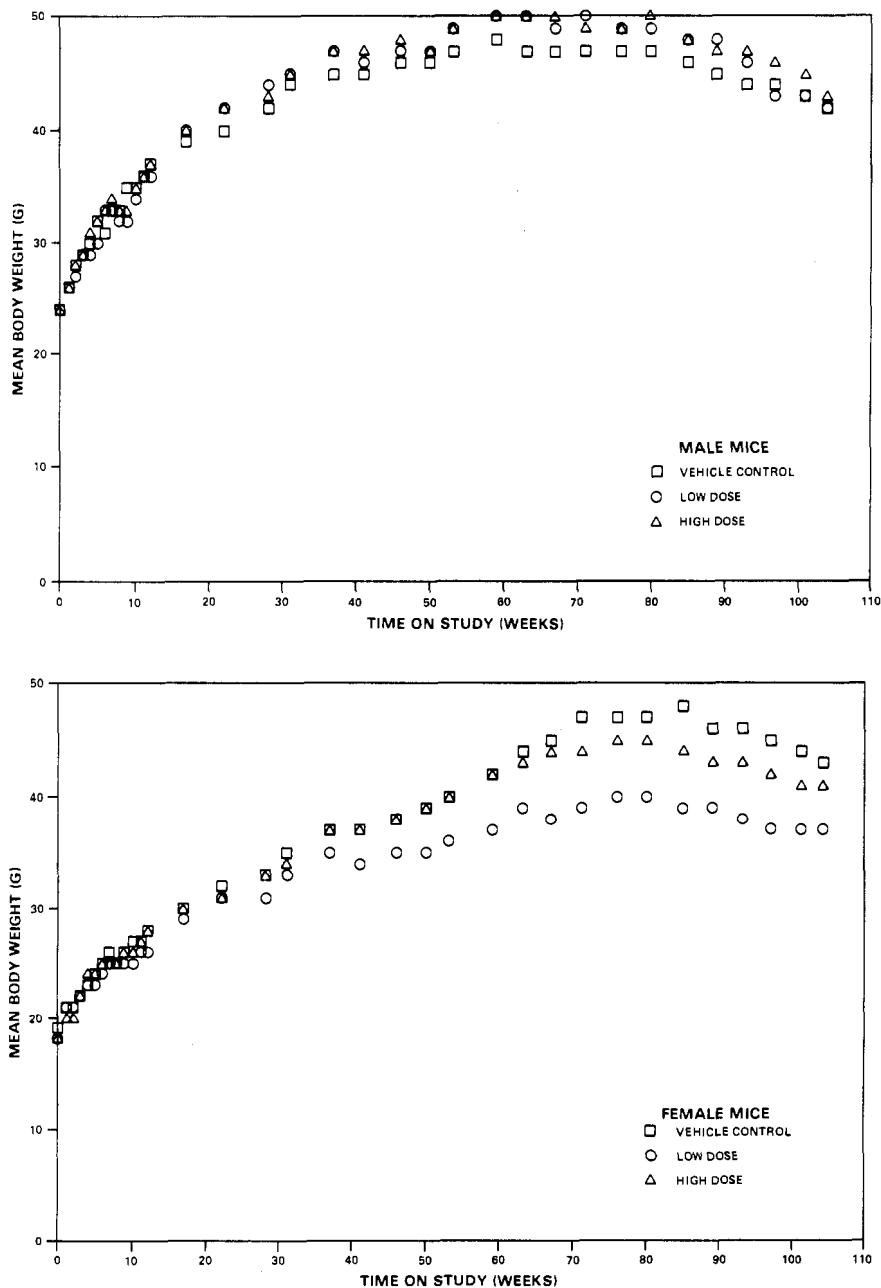 50
40
30
20
10
0
MEAN BODY WEIGHT (G)
MALE MICE
VEHICLE CONTROL
LOW DOSE
HIGH DOSE
0 10 20 30 40 50 60 70 80 90 100 110
TIME ON STUDY (WEEKS)
50
40
30
20
10
0
MEAN BODY WEIGHT (G)
FEMALE MICE
VEHICLE CONTROL
LOW DOSE
HIGH DOSE
0 10 20 30 40 50 60 70 80 90 100 110
TIME ON STUDY (WEEKS)